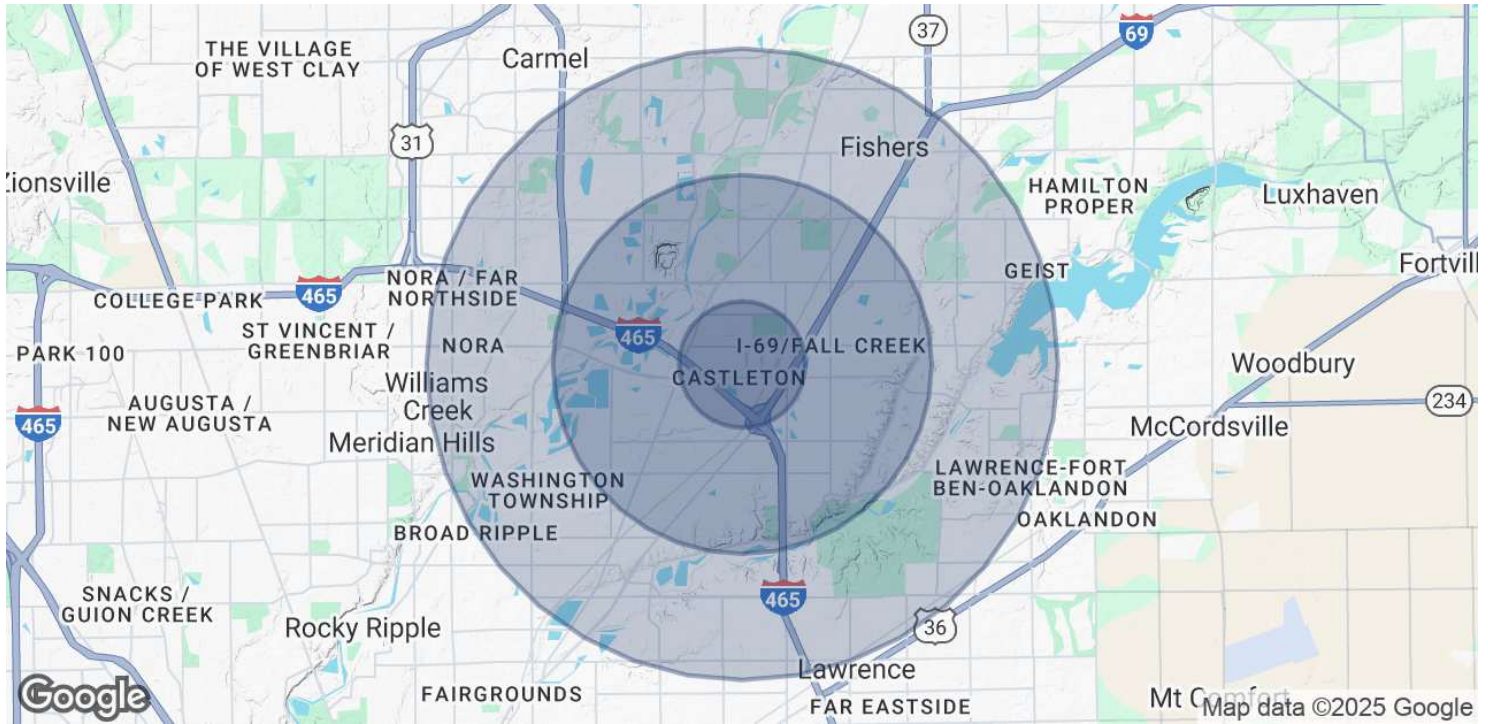 THE VILLAGE
OF WEST CLAY
Carmel
37
69
31
Fishers
Zionsville
HAMILTON
PROPER
Luxhaven
NORA / FAR
NORTHSIDE
GEIST
Fortvill
465
COLLEGE PARK
ST VINCENT /
GREENBRIAR
465
NORA
I-69/FALL CREEK
PARK 100
CASTLETON
Woodbury
Williams
Creek
AUGUSTA /
NEW AUGUSTA
465
234
McCordsville
Meridian Hills
WASHINGTON
TOWNSHIP
LAWRENCE-FORT
BEN-OAKLANDON
OAKLANDON
BROAD RIPPLE
SNACKS /
GUION CREEK
465
Rocky Ripple
36
Lawrence
Google
FAIRGROUNDS
FAR EASTSIDE
Mt Comfort
Map data ©2025 Google